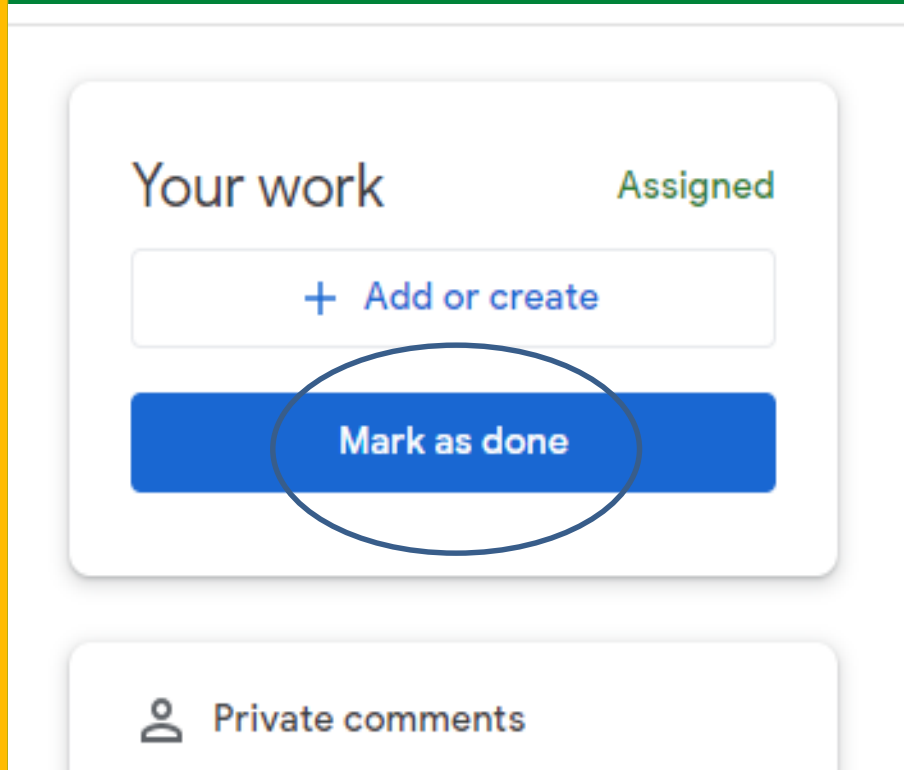 Your work
Assigned
+ Add or create
Mark as done
Private comments